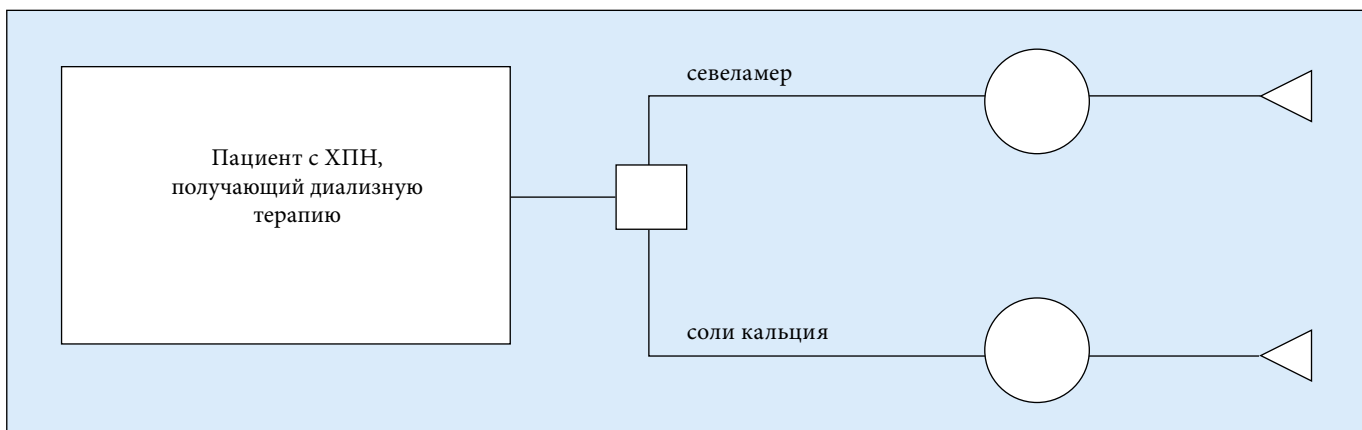 Пациент с ХПН,
получающий диализную
терапию
севеламер
соли кальция